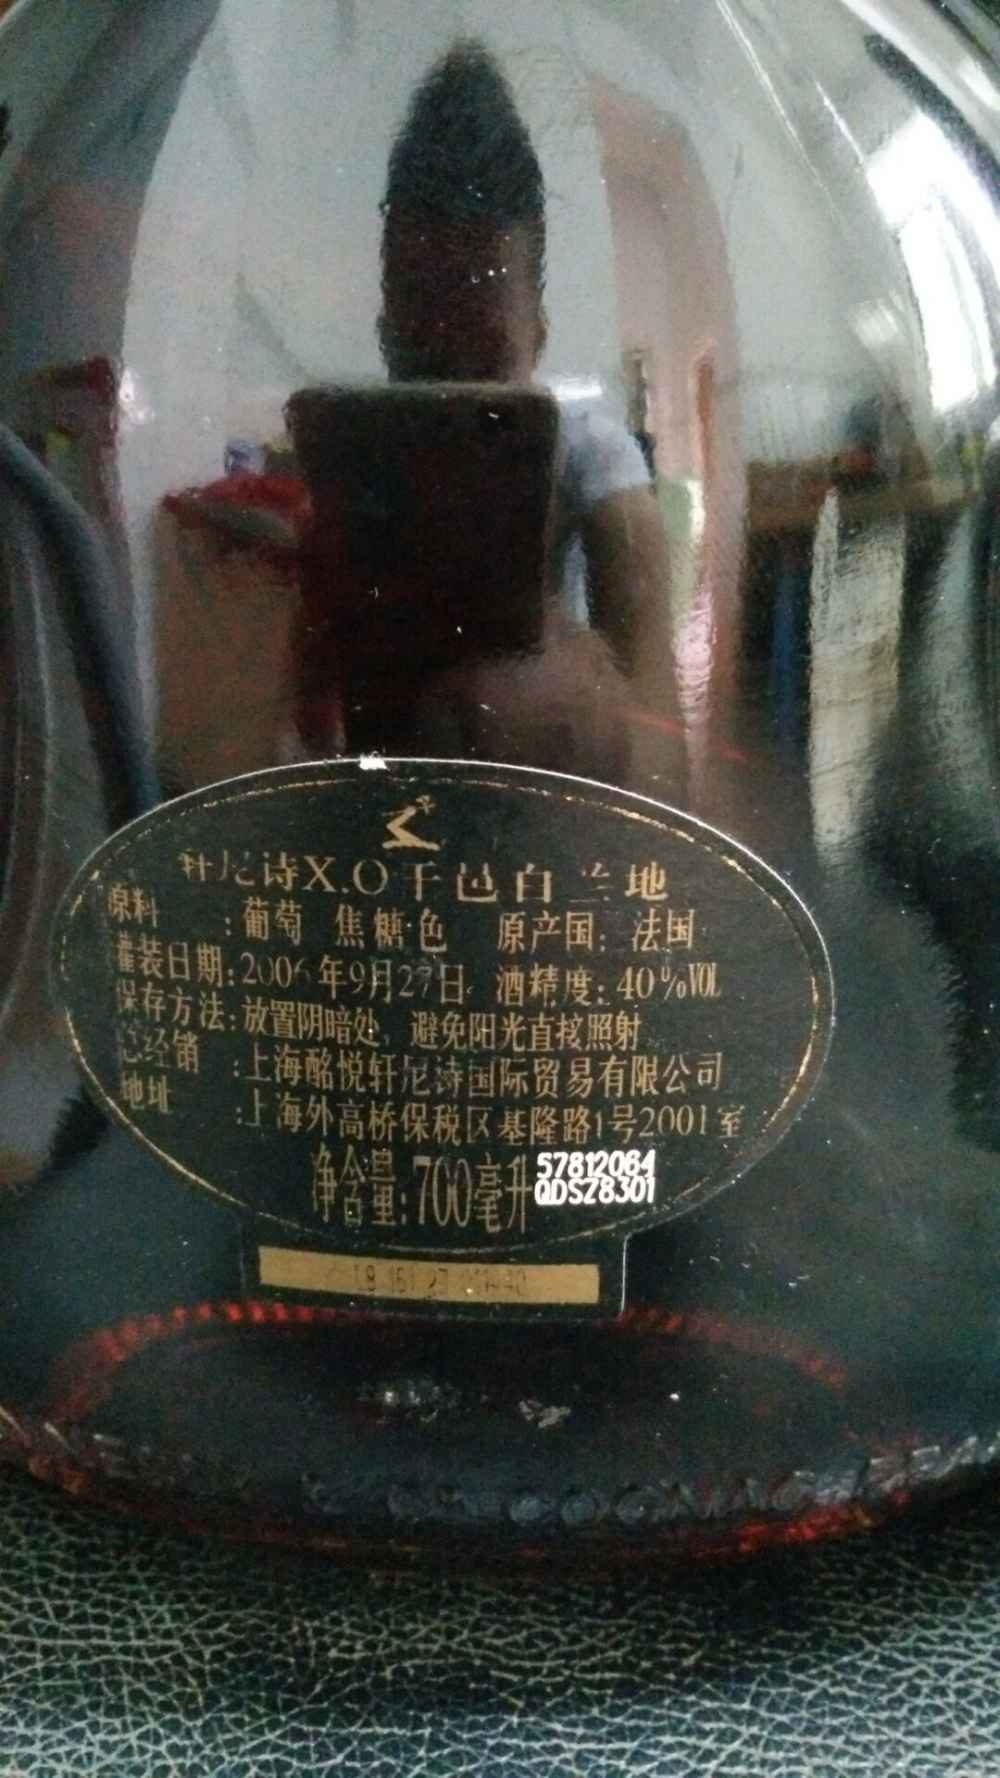 轩尼诗X.O干邑白兰地
原料:葡萄 焦糖色 原产国:法国
灌装日期:2006年9月27日 酒精度:40%VOL
保存方法:放置阴暗处,避免阳光直接照射
总经销:上海酩悦轩尼诗国际贸易有限公司
地址:上海外高桥保税区基隆路1号2001室
净含量:700毫升
57812064
QDSZ8301